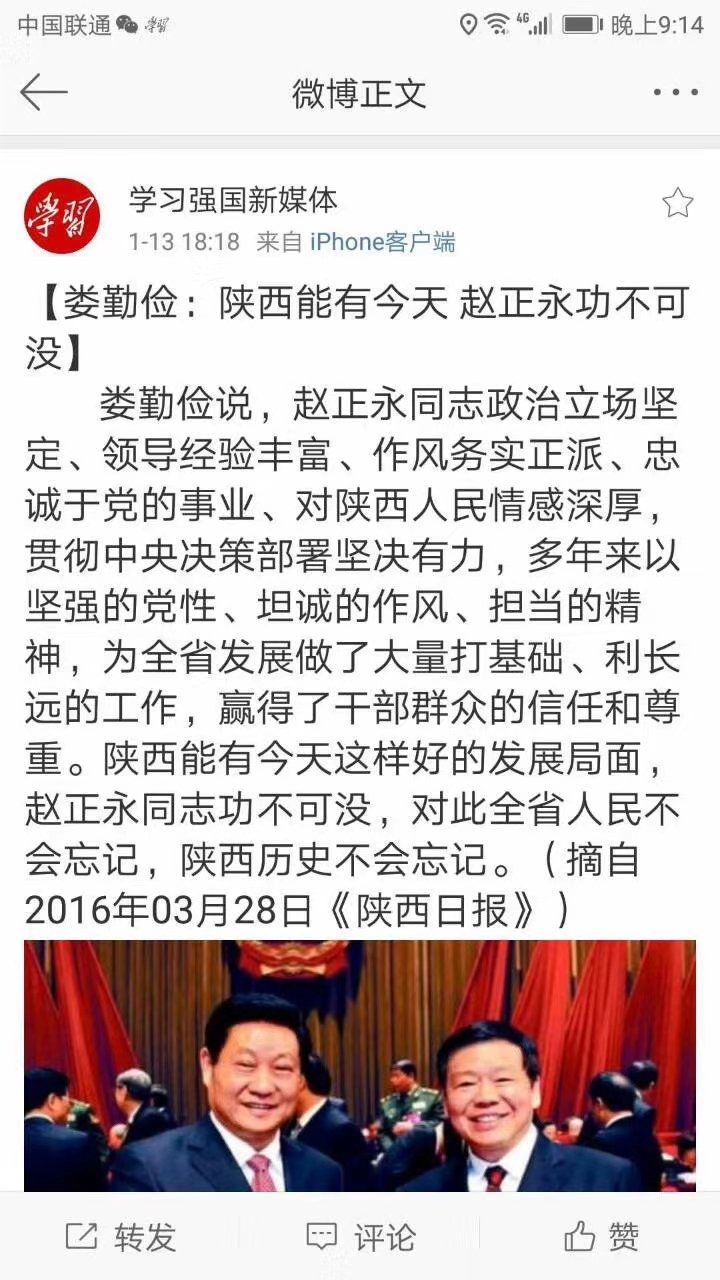 中国联通 学习 4G 晚上9:14
微博正文
學習 学习强国新媒体
1-13 18:18 来自 iPhone客户端
【娄勤俭：陕西能有今天 赵正永功不可
没】
娄勤俭说，赵正永同志政治立场坚
定、领导经验丰富、作风务实正派、忠
诚于党的事业、对陕西人民情感深厚，
贯彻中央决策部署坚决有力，多年来以
坚强的党性、坦诚的作风、担当的精
神，为全省发展做了大量打基础、利长
远的工作，赢得了干部群众的信任和尊
重。陕西能有今天这样好的发展局面，
赵正永同志功不可没，对此全省人民不
会忘记，陕西历史不会忘记。（摘自
2016年03月28日《陕西日报》）
转发 评论 赞